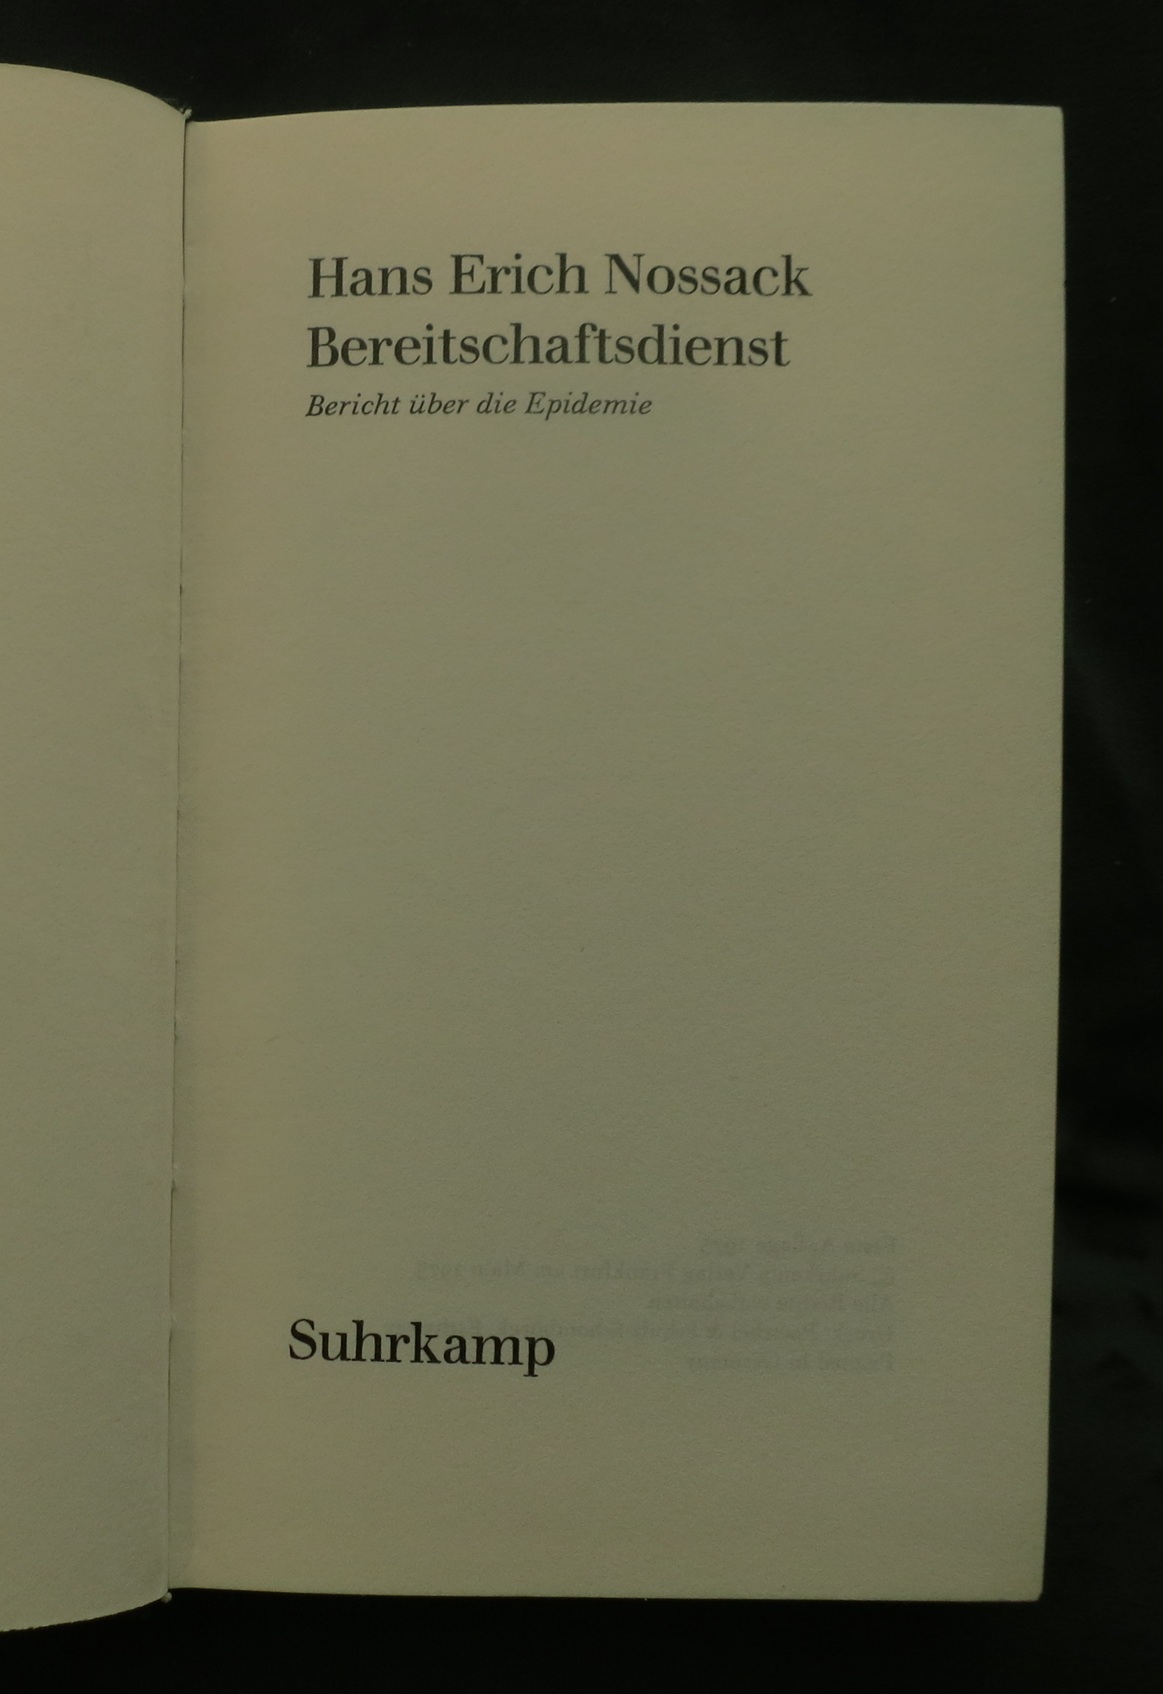 Hans Erich Nossack
Bereitschaftsdienst
Bericht über die Epidemie
Suhrkamp